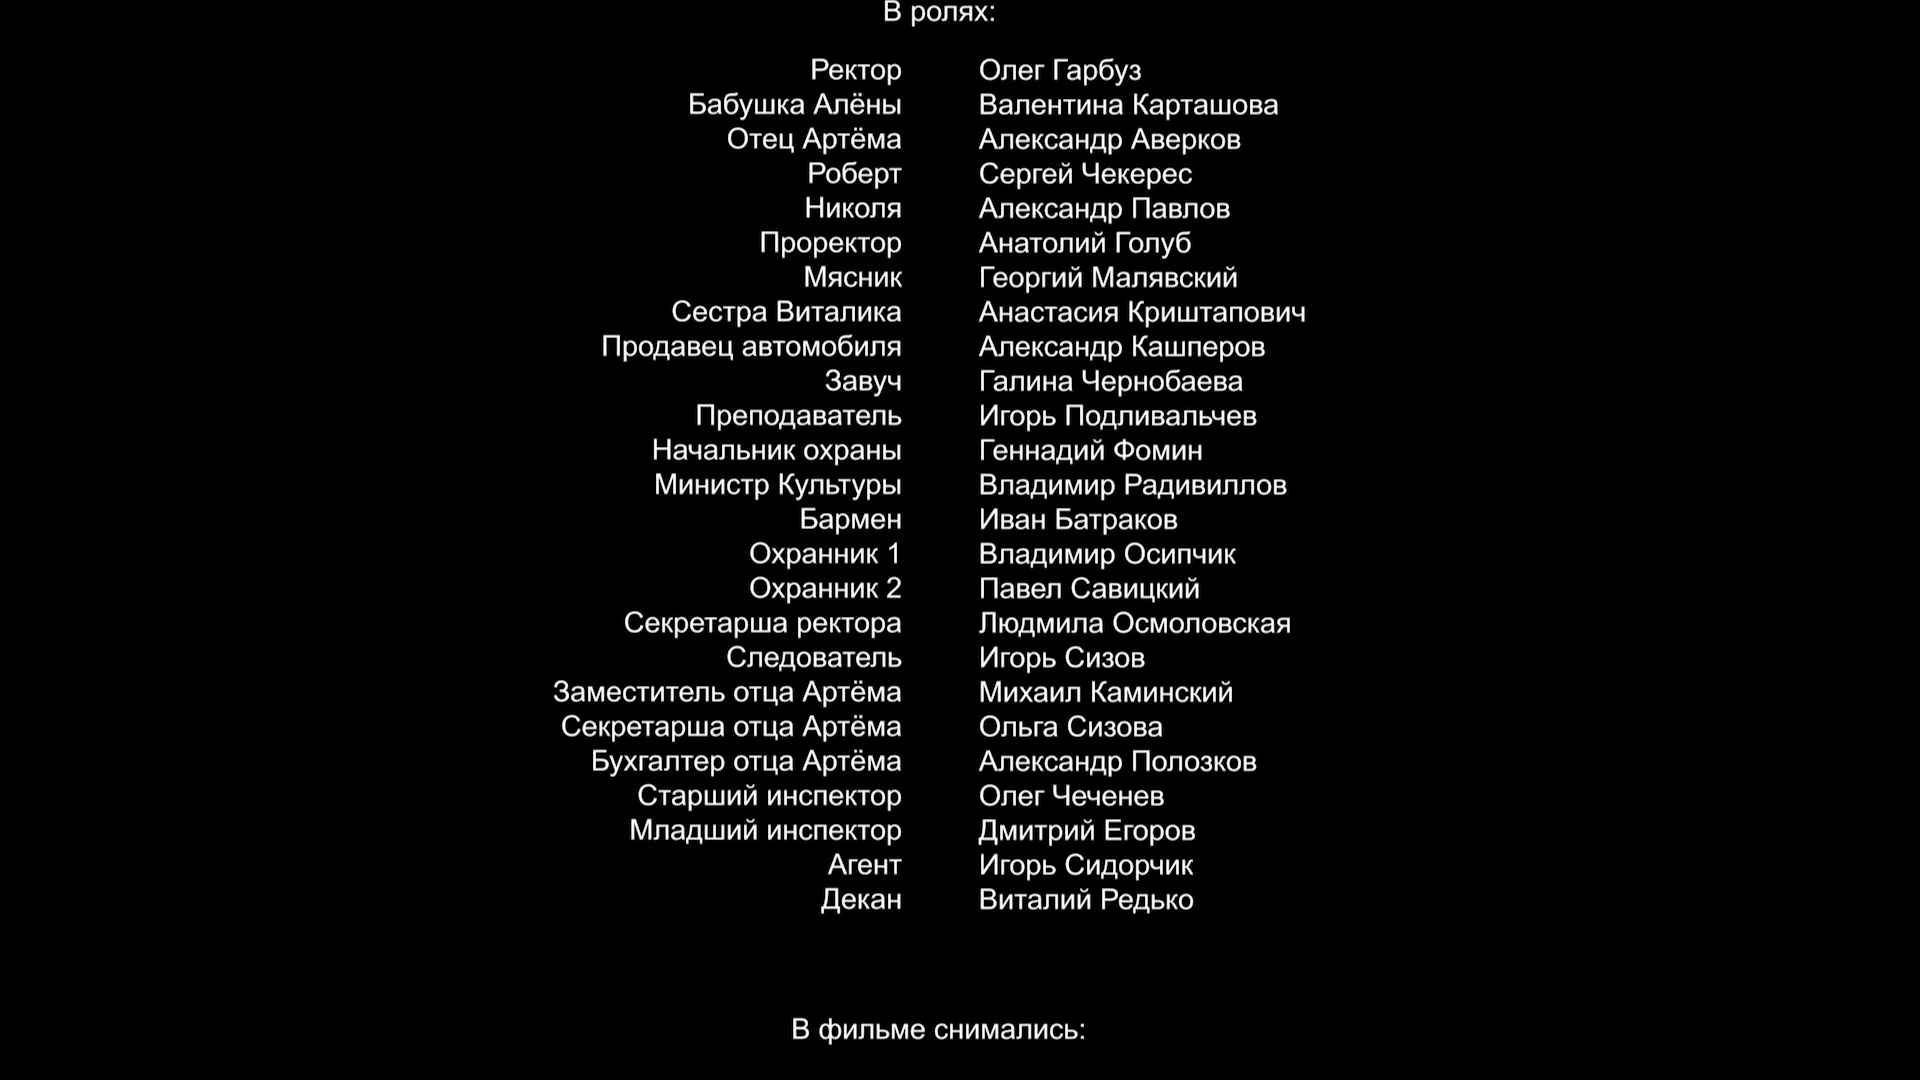 В ролях:
Ректор Олег Гарбуз
Бабушка Алёны Валентина Карташова
Отец Артёма Александр Аверков
Роберт Сергей Чекерес
Николя Александр Павлов
Проректор Анатолий Голуб
Мясник Георгий Малявский
Сестра Виталика Анастасия Криштапович
Продавец автомобиля Александр Кашперов
Завуч Галина Чернобаева
Преподаватель Игорь Подливальчев
Начальник охраны Геннадий Фомин
Министр Культуры Владимир Радивиллов
Бармен Иван Батраков
Охранник 1 Владимир Осипчик
Охранник 2 Павел Савицкий
Секретарша ректора Людмила Осмоловская
Следователь Игорь Сизов
Заместитель отца Артёма Михаил Каминский
Секретарша отца Артёма Ольга Сизова
Бухгалтер отца Артёма Александр Полозков
Старший инспектор Олег Чеченев
Младший инспектор Дмитрий Егоров
Агент Игорь Сидорчик
Декан Виталий Редько
В фильме снимались: